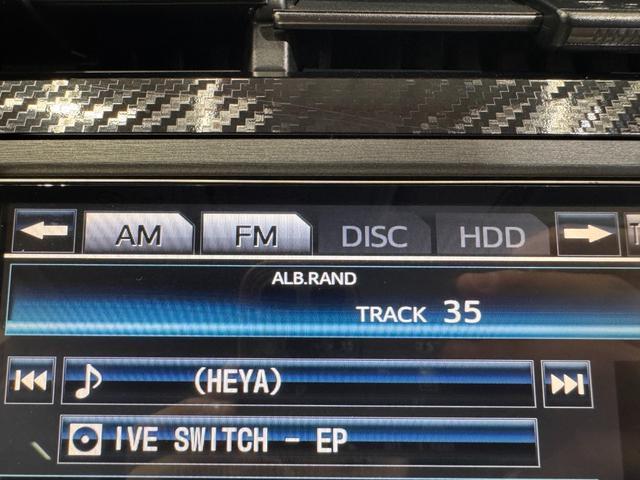 AM FM DISC HDD
ALB.RAND
TRACK 35
(HEYA)
IVE SWITCH - EP